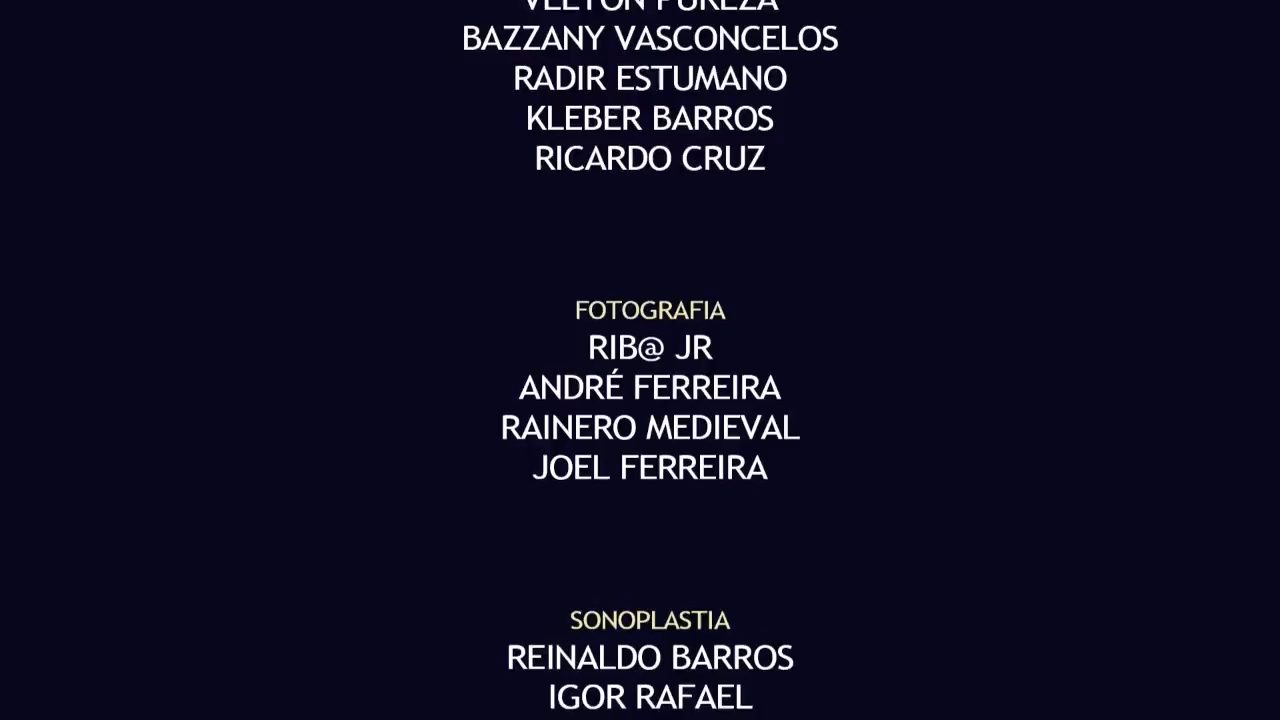 BAZZANY VASCONCELOS
RADIR ESTUMANO
KLEBER BARROS
RICARDO CRUZ
FOTOGRAFIA
RIB@ JR
ANDRÉ FERREIRA
RAINERO MEDIEVAL
JOEL FERREIRA
SONOPLASTIA
REINALDO BARROS
IGOR RAFAEL